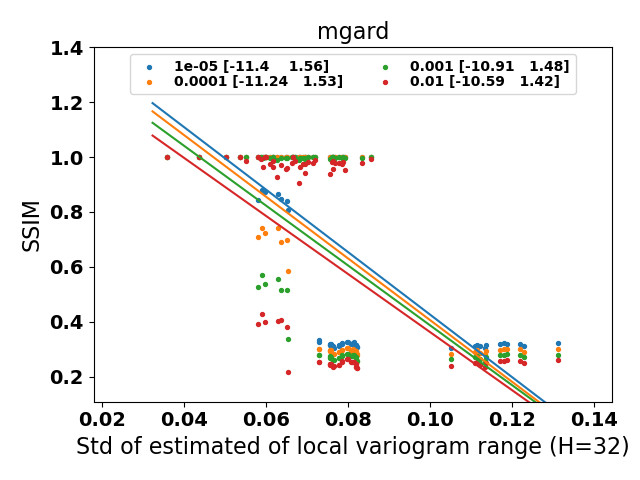 mgard
1e-05 [-11.4 1.56]
0.0001 [-11.24 1.53]
0.001 [-10.91 1.48]
0.01 [-10.59 1.42]
1.4
1.2
1.0
0.8
0.6
0.4
0.2
SSIM
0.02 0.04 0.06 0.08 0.10 0.12 0.14
Std of estimated of local variogram range (H=32)